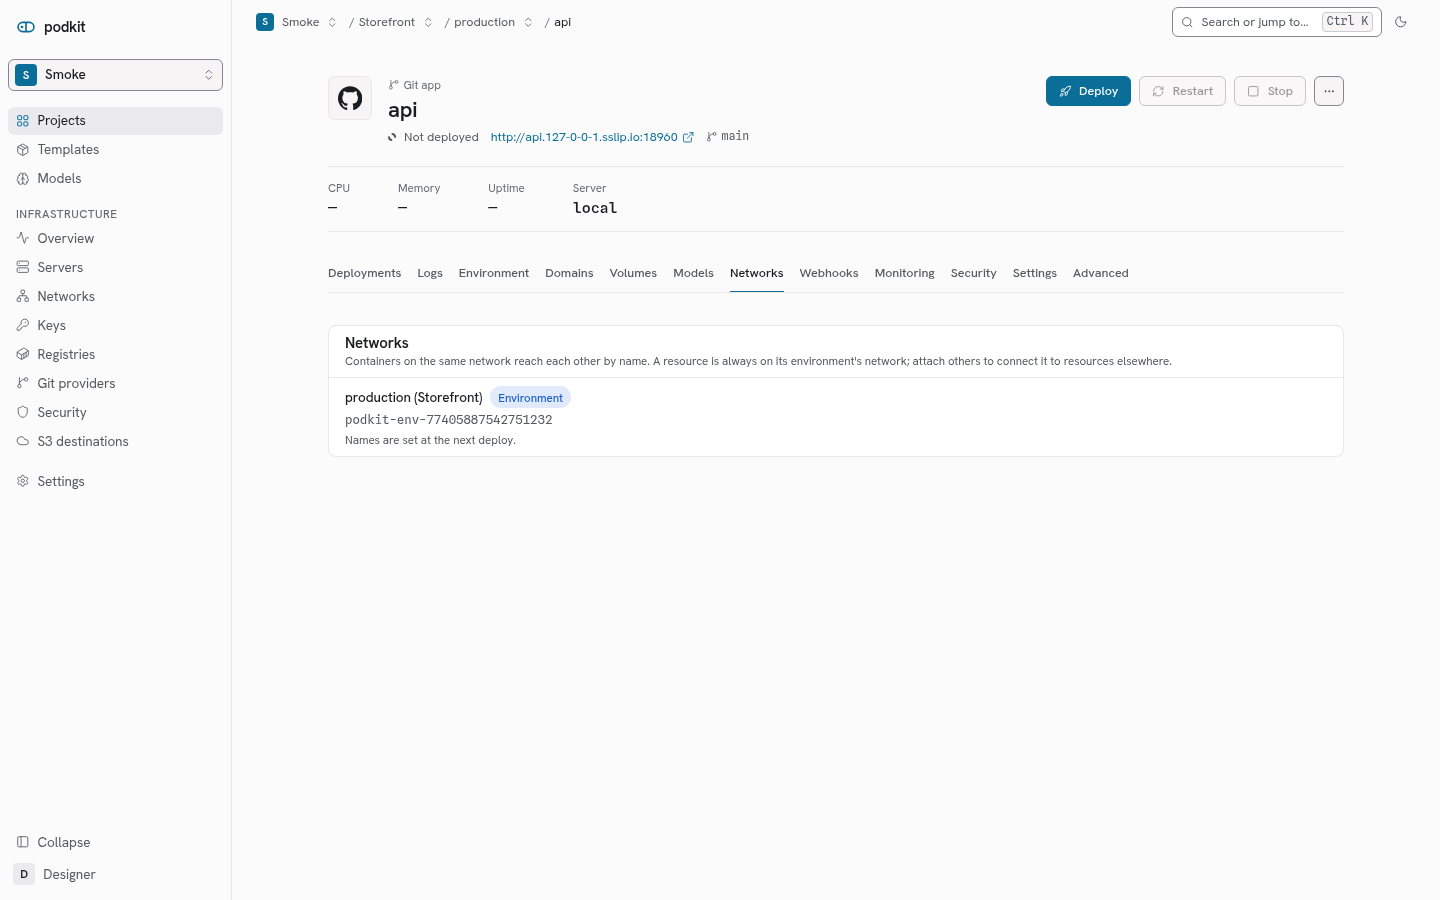 podkit
S Smoke
Projects
Templates
Models
INFRASTRUCTURE
Overview
Servers
Networks
Keys
Registries
Git providers
Security
S3 destinations
Settings
Collapse
D Designer
S Smoke / Storefront / production / api
Search or jump to... Ctrl K
Git app
api
Not deployed http://api.127-0-0-1.sslip.io:18960 main
Deploy Restart Stop ...
CPU Memory Uptime Server
— — — local
Deployments Logs Environment Domains Volumes Models Networks Webhooks Monitoring Security Settings Advanced
Networks
Containers on the same network reach each other by name. A resource is always on its environment's network; attach others to connect it to resources elsewhere.
production (Storefront) Environment
podkit-env-77405887542751232
Names are set at the next deploy.